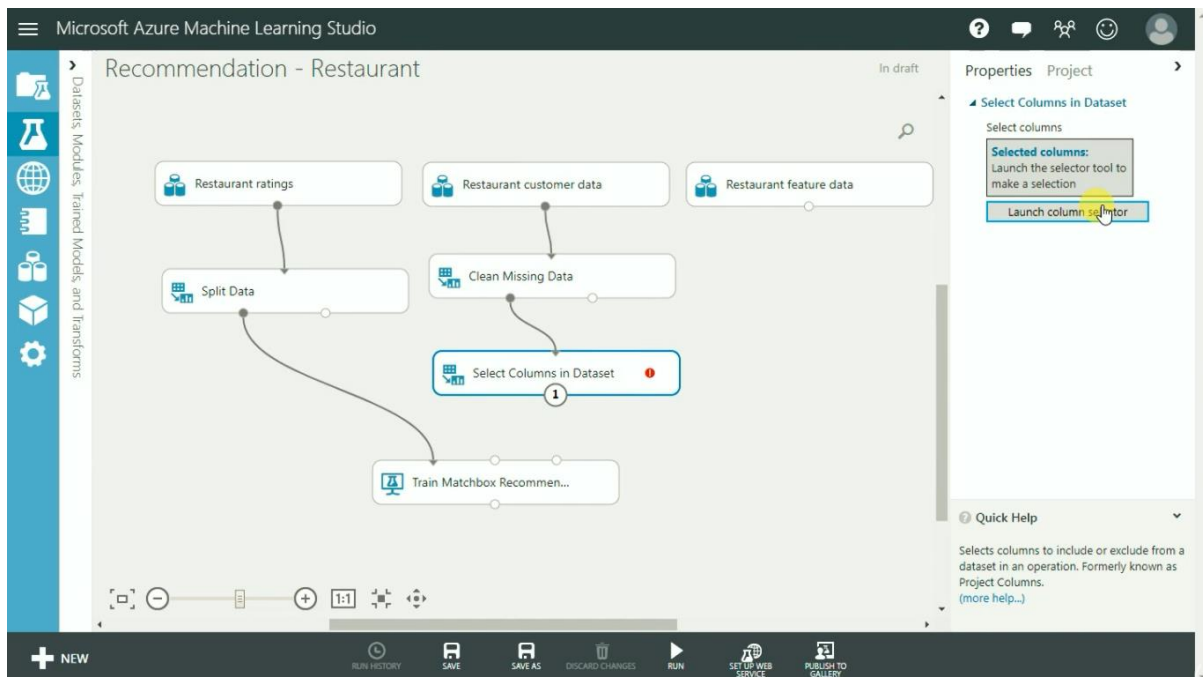 Microsoft Azure Machine Learning Studio
Datasets, Modules, Trained Models, and Transforms
Recommendation - Restaurant
In draft
Restaurant ratings
Restaurant customer data
Restaurant feature data
Split Data
Clean Missing Data
Select Columns in Dataset
1
Train Matchbox Recommen...
1:1
Properties Project
Select Columns in Dataset
Select columns
Selected columns:
Launch the selector tool to
make a selection
Launch column selector
Quick Help
Selects columns to include or exclude from a
dataset in an operation. Formerly known as
Project Columns.
(more help...)
NEW
RUN HISTORY
SAVE
SAVE AS
DISCARD CHANGES
RUN
SET UP WEB
SERVICE
PUBLISH TO
GALLERY